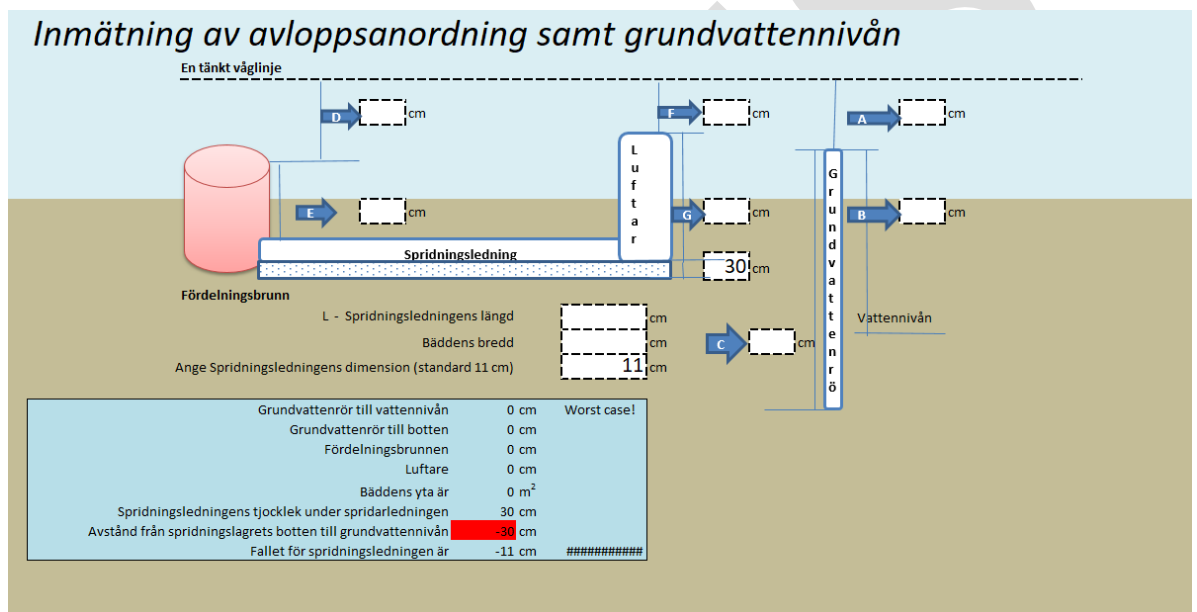 Inmätning av avloppsanordning samt grundvattennivån
En tänkt våglinje
D cm
F cm
A cm
Luftar
Grundvattenrö
E cm
G cm
B cm
Spridningsledning
30 cm
Fördelningsbrunn
L - Spridningsledningens längd cm
Vattennivån
Bäddens bredd cm
C cm
Ange Spridningsledningens dimension (standard 11 cm) 11 cm
Grundvattenrör till vattennivån 0 cm Worst case!
Grundvattenrör till botten 0 cm
Fördelningsbrunnen 0 cm
Luftare 0 cm
Bäddens yta är 0 m²
Spridningsledningens tjocklek under spridarledningen 30 cm
Avstånd från spridningslagrets botten till grundvattennivån -30 cm
Fallet för spridningsledningen är -11 cm ###########